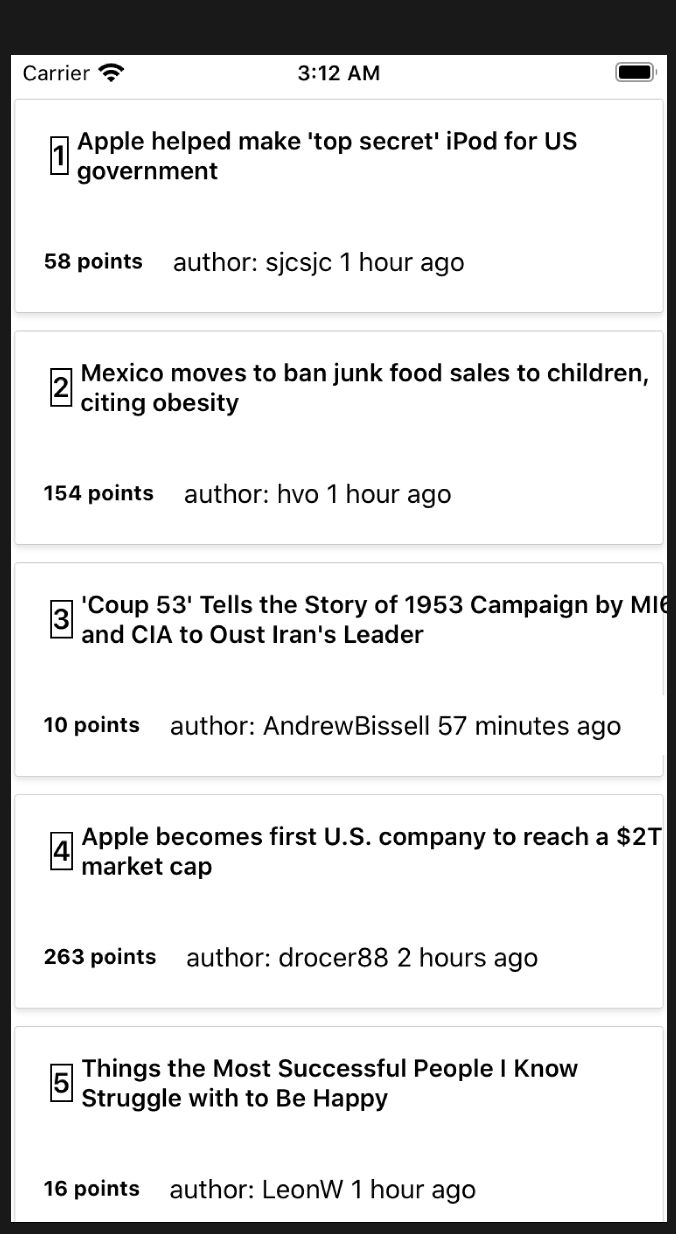 Carrier 3:12 AM
1 Apple helped make 'top secret' iPod for US
government
58 points author: sjcsjc 1 hour ago
2 Mexico moves to ban junk food sales to children,
citing obesity
154 points author: hvo 1 hour ago
3 'Coup 53' Tells the Story of 1953 Campaign by MI6
and CIA to Oust Iran's Leader
10 points author: AndrewBissell 57 minutes ago
4 Apple becomes first U.S. company to reach a $2T
market cap
263 points author: drocer88 2 hours ago
5 Things the Most Successful People I Know
Struggle with to Be Happy
16 points author: LeonW 1 hour ago